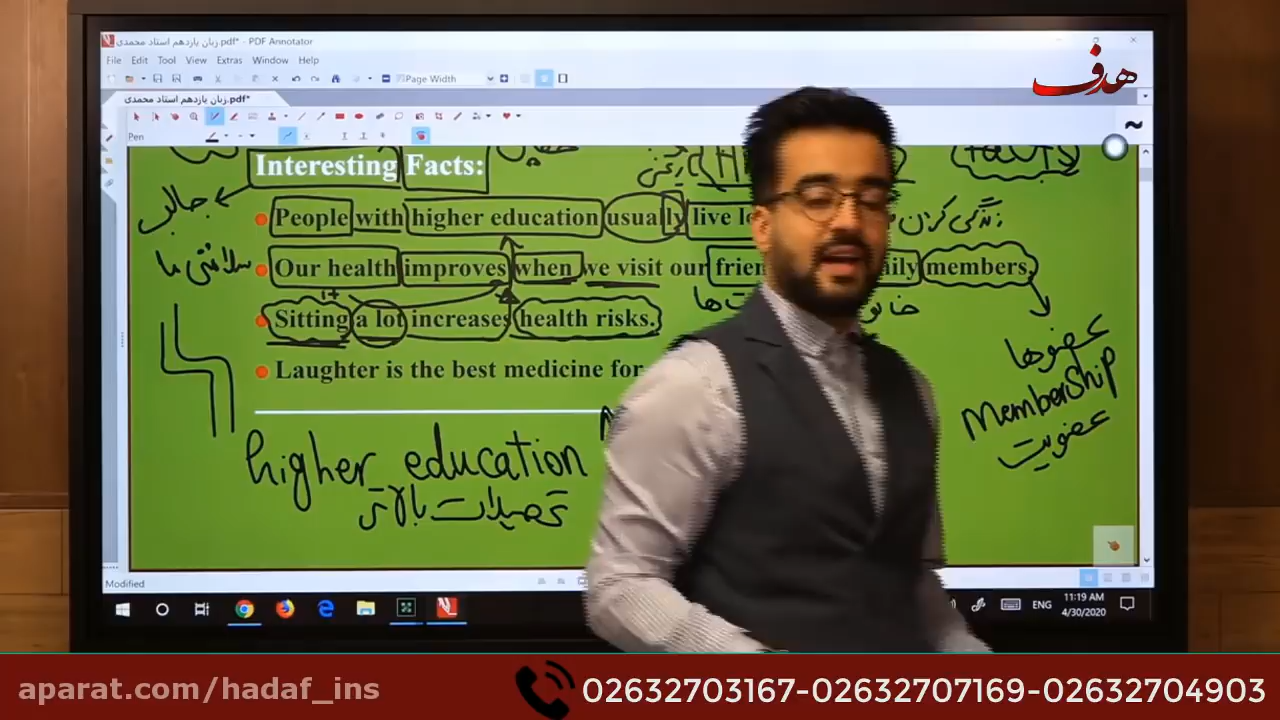 زبان یازدهم استاد محمدی.pdf* - PDF Annotator
File Edit Tool View Extras Window Help
هدف
Page Width
زبان یازدهم استاد محمدی.pdf*
Pen
Interesting Facts:
جالب
People with higher education usually live
زندگی کردن
سلامتی ما
Our health improves when we visit our members,
Sitting a lot increases health risks.
عضوها
Laughter is the best medicine for
Membership
عضویت
higher education
تحصیلات بالاتر
Modified
ENG
11:19 AM
4/30/2020
aparat.com/hadaf_ins
02632703167-02632707169-02632704903